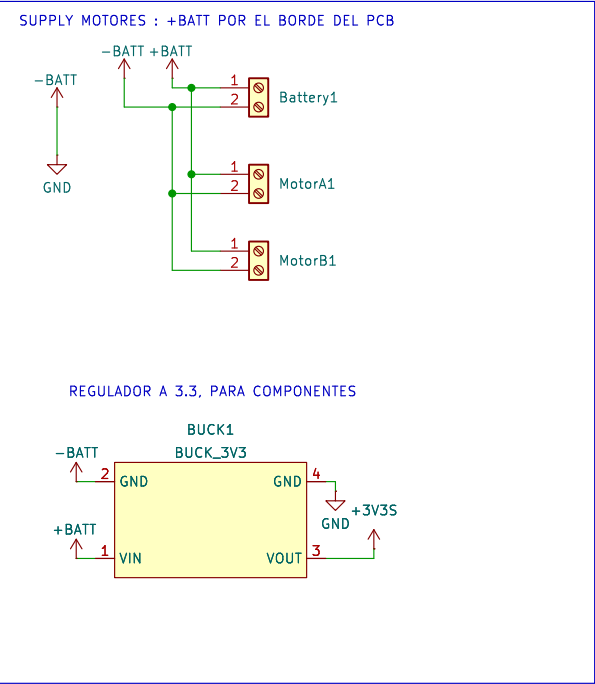 SUPPLY MOTORES : +BATT POR EL BORDE DEL PCB
-BATT +BATT
-BATT
1
2
Battery1
GND
1
2
MotorA1
1
2
MotorB1
REGULADOR A 3.3, PARA COMPONENTES
BUCK1
BUCK_3V3
-BATT
2 GND
GND 4
GND
+3V3S
+BATT
1 VIN
VOUT 3